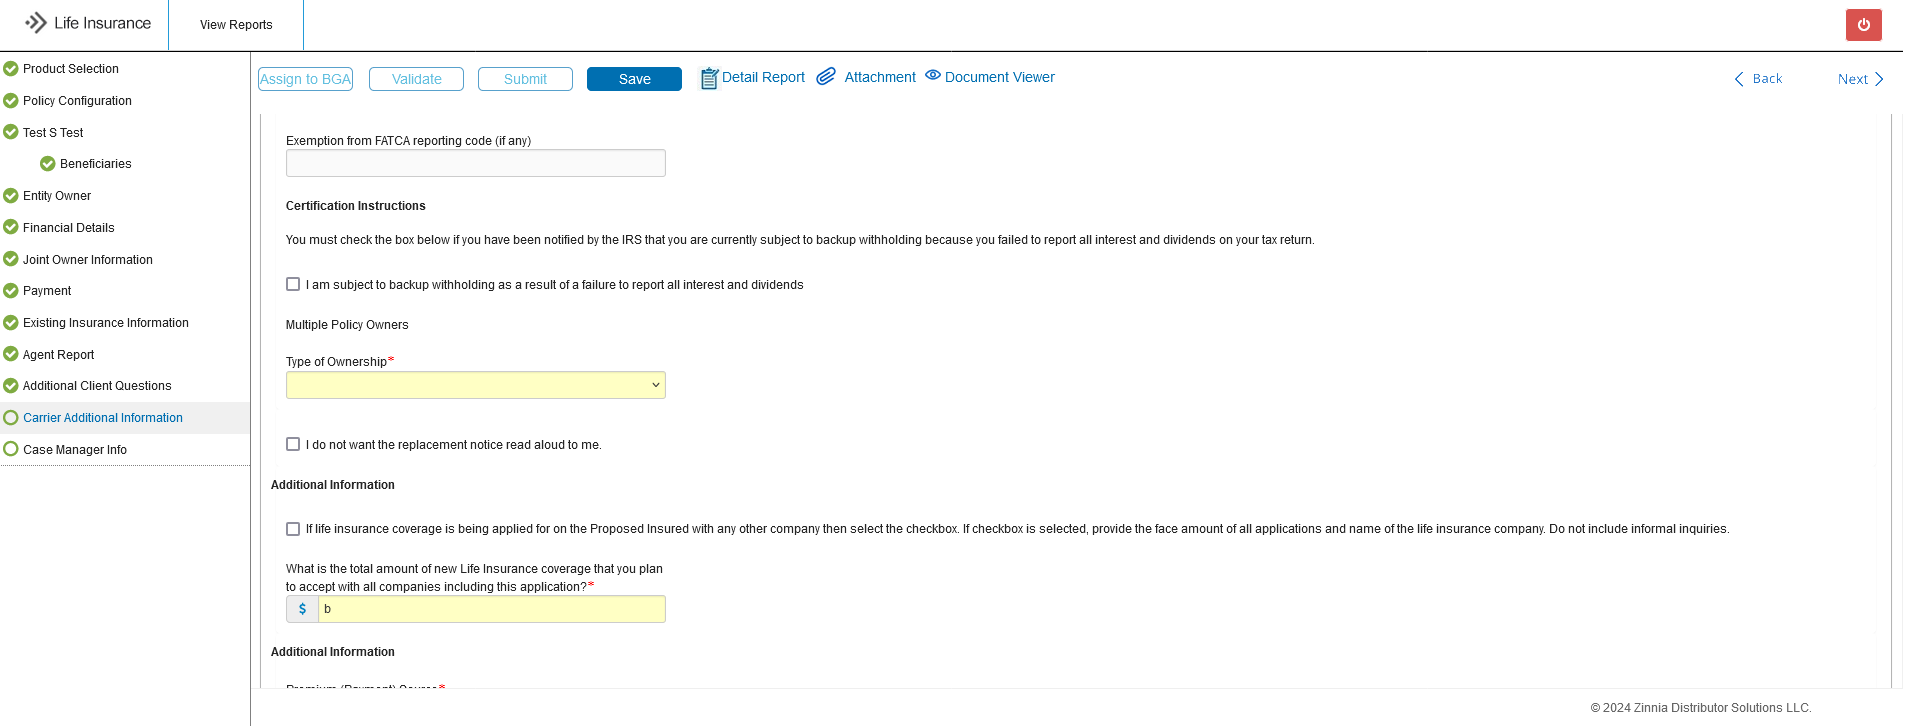 Life Insurance
View Reports
Product Selection
Policy Configuration
Test S Test
Beneficiaries
Entity Owner
Financial Details
Joint Owner Information
Payment
Existing Insurance Information
Agent Report
Additional Client Questions
Carrier Additional Information
Case Manager Info
Assign to BGA
Validate
Submit
Save
Detail Report
Attachment
Document Viewer
Back
Next
Exemption from FATCA reporting code (if any)
Certification Instructions
You must check the box below if you have been notified by the IRS that you are currently subject to backup withholding because you failed to report all interest and dividends on your tax return.
I am subject to backup withholding as a result of a failure to report all interest and dividends
Multiple Policy Owners
Type of Ownership*
I do not want the replacement notice read aloud to me.
Additional Information
If life insurance coverage is being applied for on the Proposed Insured with any other company then select the checkbox. If checkbox is selected, provide the face amount of all applications and name of the life insurance company. Do not include informal inquiries.
What is the total amount of new Life Insurance coverage that you plan
to accept with all companies including this application?*
$ b
Additional Information
Premium (Payment) Source*
© 2024 Zinnia Distributor Solutions LLC.